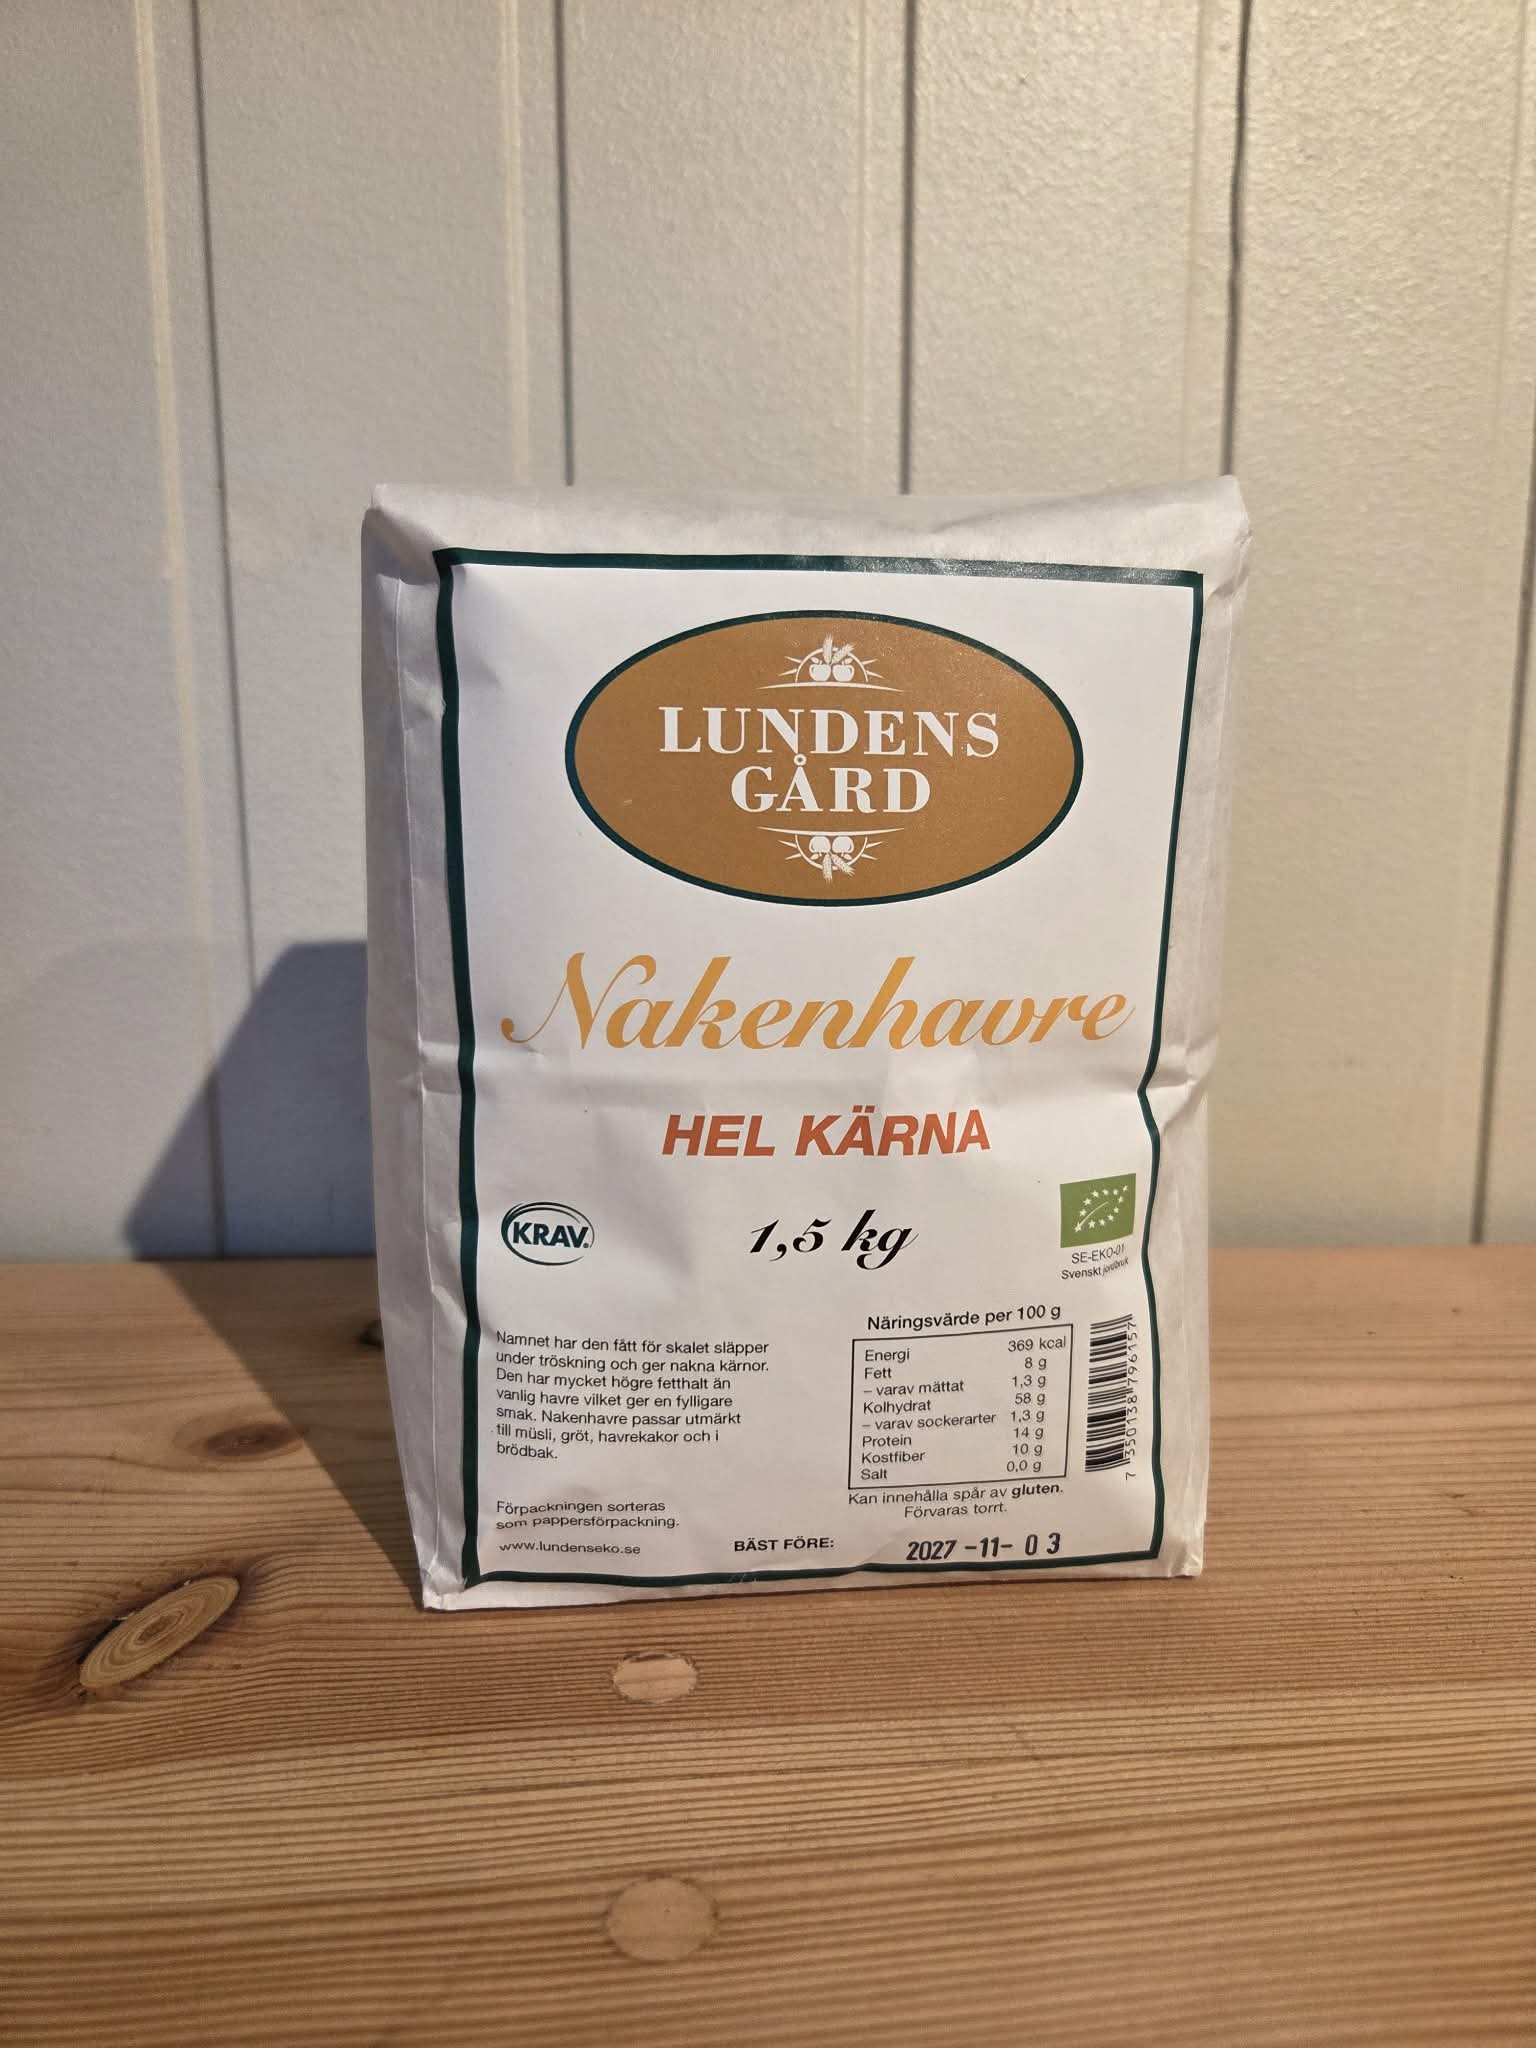 LUNDENS
GÅRD
Nakenhavre
HEL KÄRNA
KRAV
1,5 kg
SE-EKO-01
Svenskt jordbruk
Namnet har den fått för skalet släpper
under tröskning och ger nakna kärnor.
Den har mycket högre fetthalt än
vanlig havre vilket ger en fylligare
smak. Nakenhavre passar utmärkt
till müsli, gröt, havrekakor och i
brödbak.
Förpackningen sorteras
som pappersförpackning.
www.lundenseko.se
Näringsvärde per 100 g
Energi 369 kcal
Fett 8 g
– varav mättat 1,3 g
Kolhydrat 58 g
– varav sockerarter 1,3 g
Protein 14 g
Kostfiber 10 g
Salt 0,0 g
Kan innehålla spår av gluten.
Förvaras torrt.
7 350138 796157
BÄST FÖRE: 2027 -11- 0 3